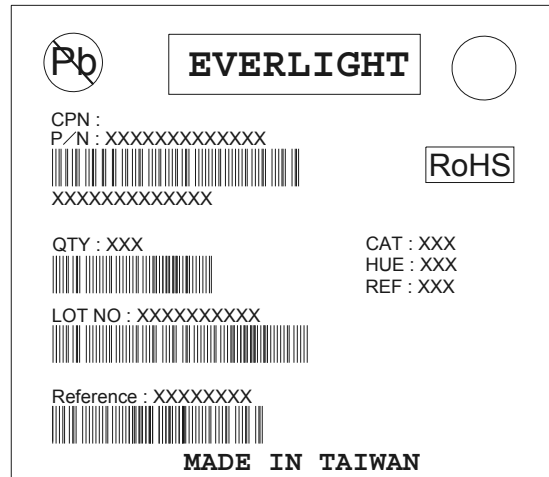 Pb
EVERLIGHT
CPN :
P/N : XXXXXXXXXXXXX
RoHS
XXXXXXXXXXXXX
QTY : XXX
CAT : XXX
HUE : XXX
REF : XXX
LOT NO : XXXXXXXXXX
Reference : XXXXXXXX
MADE IN TAIWAN